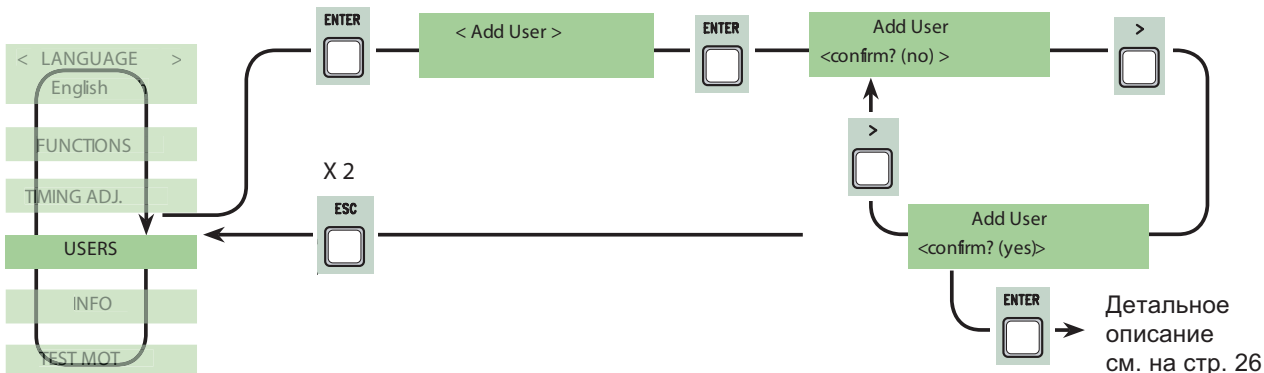 < LANGUAGE >
English
FUNCTIONS
TIMING ADJ.
USERS
INFO
TEST MOT
ENTER
< Add User >
ENTER
Add User
<confirm? (no) >
>
>
X 2
ESC
Add User
<confirm? (yes)>
ENTER
Детальное
описание
см. на стр. 26